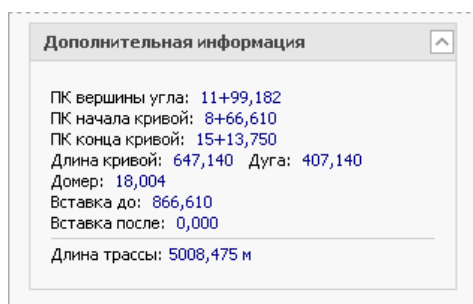 Дополнительная информация
ПК вершины угла: 11+99,182
ПК начала кривой: 8+66,610
ПК конца кривой: 15+13,750
Длина кривой: 647,140 Дуга: 407,140
Домер: 18,004
Вставка до: 866,610
Вставка после: 0,000
Длина трассы: 5008,475 м